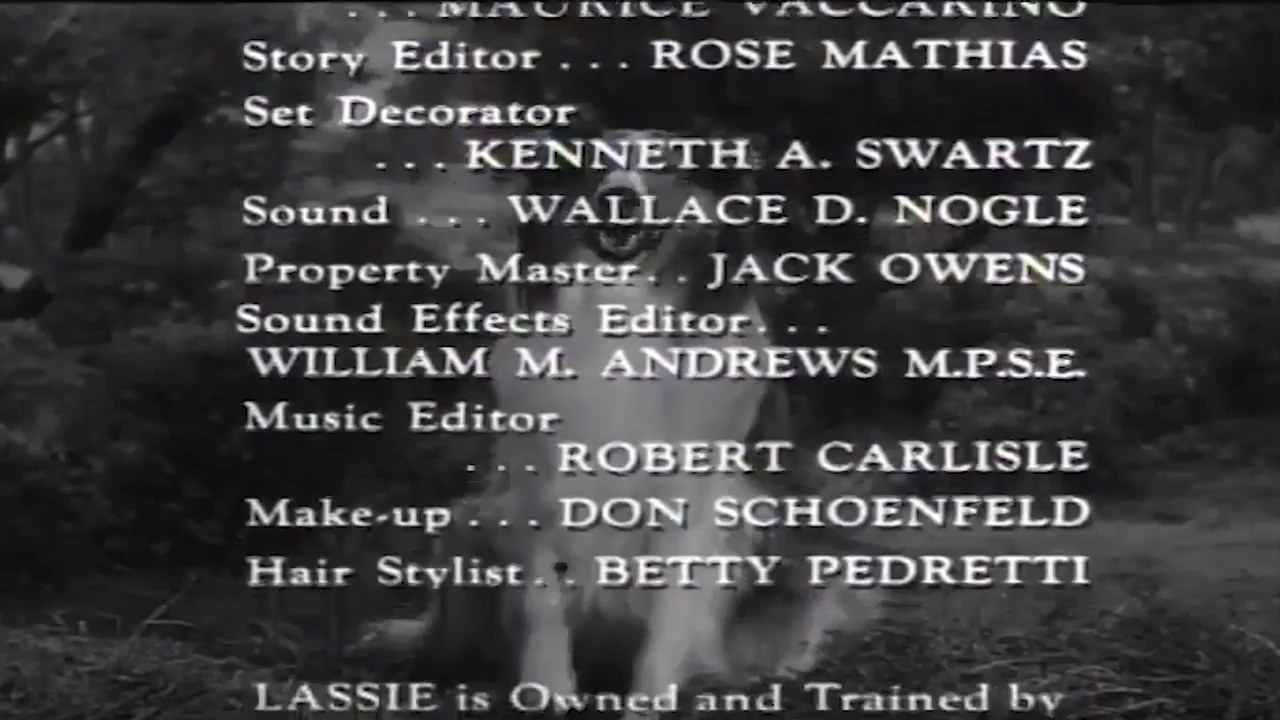 ... MAURICE VACCARINO
Story Editor ... ROSE MATHIAS
Set Decorator
... KENNETH A. SWARTZ
Sound ... WALLACE D. NOGLE
Property Master.. JACK OWENS
Sound Effects Editor...
WILLIAM M. ANDREWS M.P.S.E.
Music Editor
... ROBERT CARLISLE
Make-up ... DON SCHOENFELD
Hair Stylist... BETTY PEDRETTI
LASSIE is Owned and Trained by